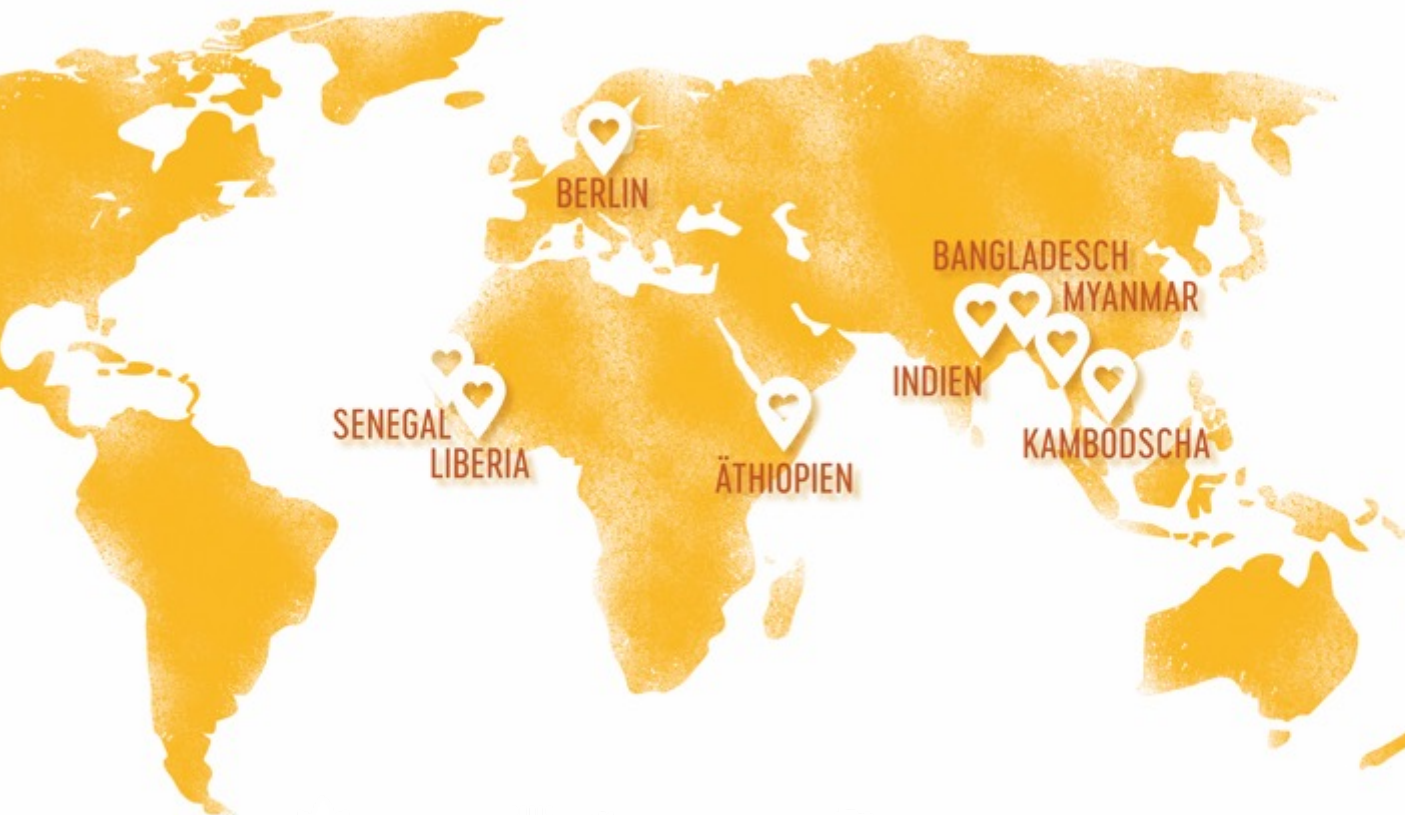 BERLIN
BANGLADESCH
MYANMAR
INDIEN
SENEGAL
KAMBODSCHA
LIBERIA
ÄTHIOPIEN